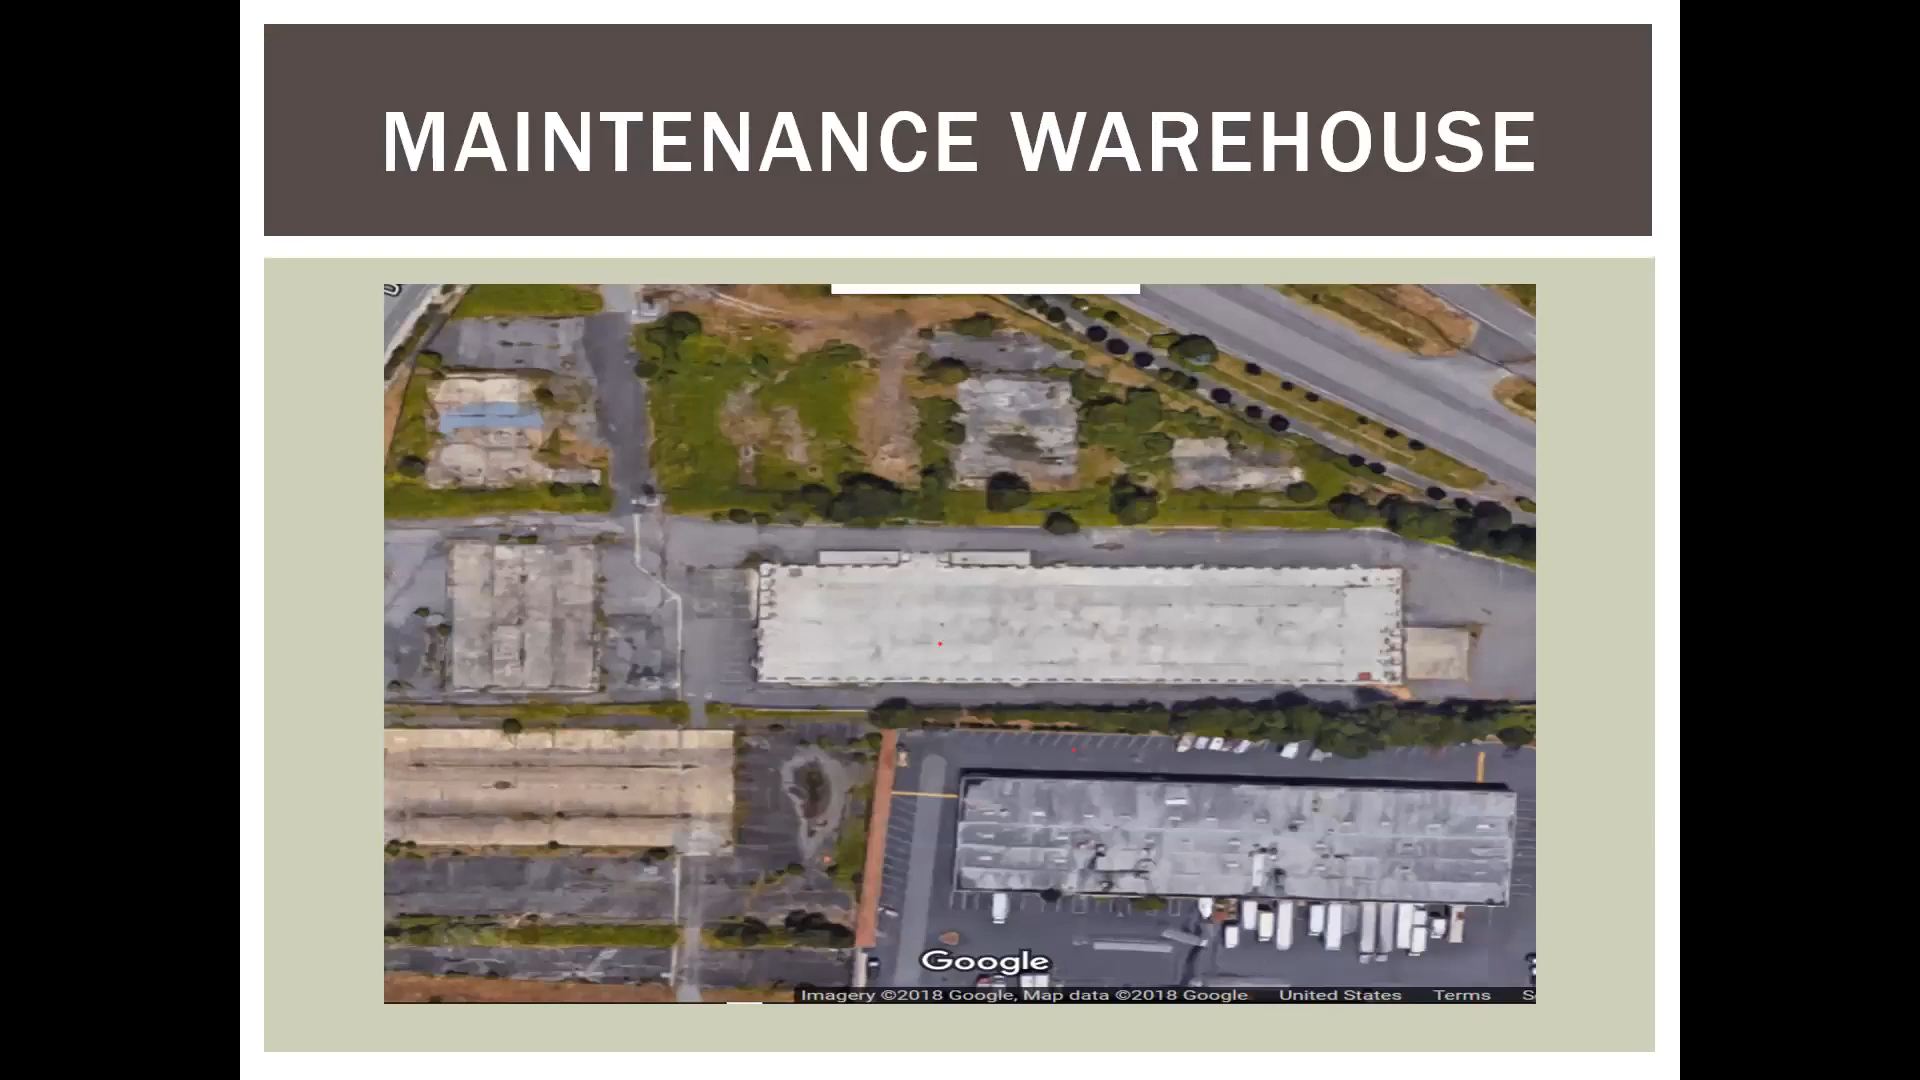 MAINTENANCE WAREHOUSE
Google
Imagery ©2018 Google, Map data ©2018 Google United States Terms S